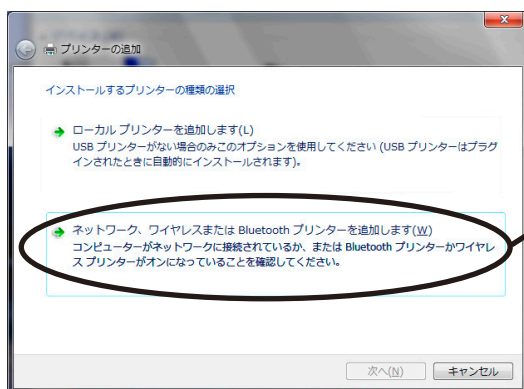 プリンターの追加
インストールするプリンターの種類の選択
ローカル プリンターを追加します(L)
USB プリンターがない場合のみこのオプションを使用してください (USB プリンターはプラグ
インされたときに自動的にインストールされます)。
ネットワーク、ワイヤレスまたは Bluetooth プリンターを追加します(W)
コンピューターがネットワークに接続されているか、または Bluetooth プリンターかワイヤレ
ス プリンターがオンになっていることを確認してください。
次へ(N)
キャンセル